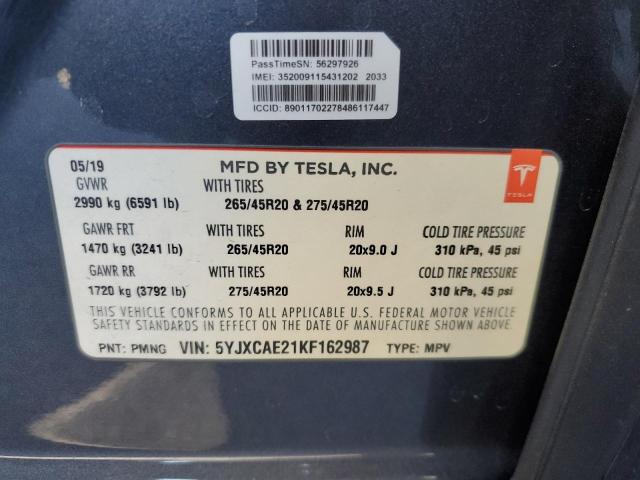 PassTimeSN: 56297926
IMEI: 352009115431202 2033
ICCID: 89011702278486117447
05/19 MFD BY TESLA, INC.
GVWR WITH TIRES
2990 kg (6591 lb) 265/45R20 & 275/45R20
GAWR FRT WITH TIRES RIM COLD TIRE PRESSURE
1470 kg (3241 lb) 265/45R20 20x9.0 J 310 kPa, 45 psi
GAWR RR WITH TIRES RIM COLD TIRE PRESSURE
1720 kg (3792 lb) 275/45R20 20x9.5 J 310 kPa, 45 psi
THIS VEHICLE CONFORMS TO ALL APPLICABLE U.S. FEDERAL MOTOR VEHICLE
SAFETY STANDARDS IN EFFECT ON THE DATE OF MANUFACTURE SHOWN ABOVE.
PNT: PMNG VIN: 5YJXCAE21KF162987 TYPE: MPV
TESLA